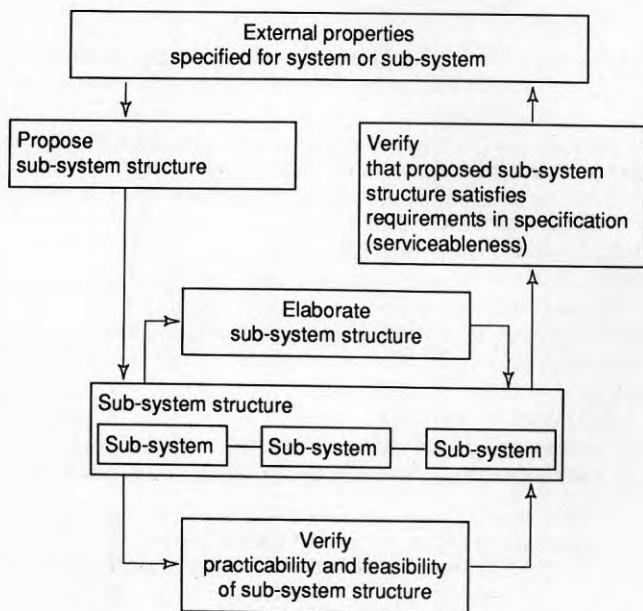 External properties
specified for system or sub-system
Propose
sub-system structure
Verify
that proposed sub-system
structure satisfies
requirements in specification
(serviceableness)
Elaborate
sub-system structure
Sub-system structure
Sub-system
Sub-system
Sub-system
Verify
practicability and feasibility
of sub-system structure